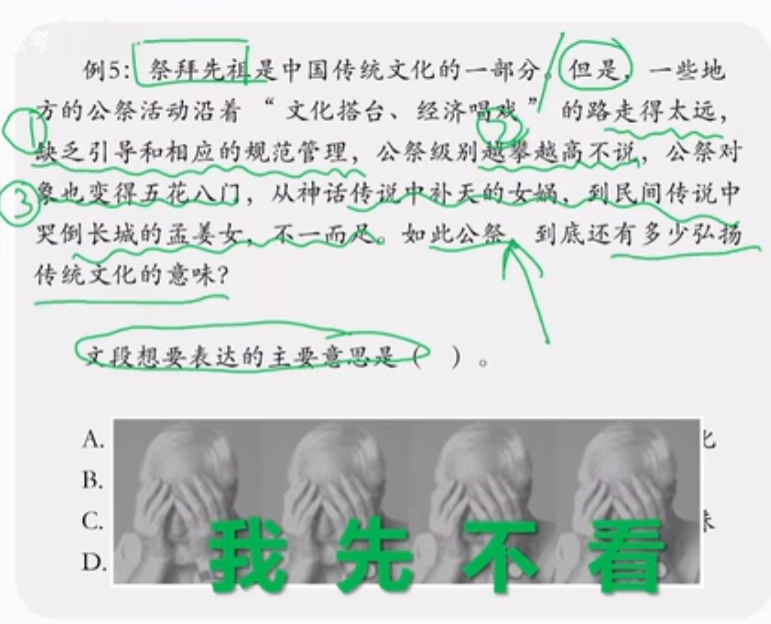 例5：祭拜先祖是中国传统文化的一部分。但是，一些地
方的公祭活动沿着“文化搭台、经济唱戏”的路走得太远，
缺乏引导和相应的规范管理，公祭级别越攀越高不说，公祭对
象也变得五花八门，从神话传说中补天的女娲，到民间传说中
哭倒长城的孟姜女，不一而足。如此公祭，到底还有多少弘扬
传统文化的意味？
文段想要表达的主要意思是（ ）。
A.
B.
C.
D.
我先不看
①
②
③